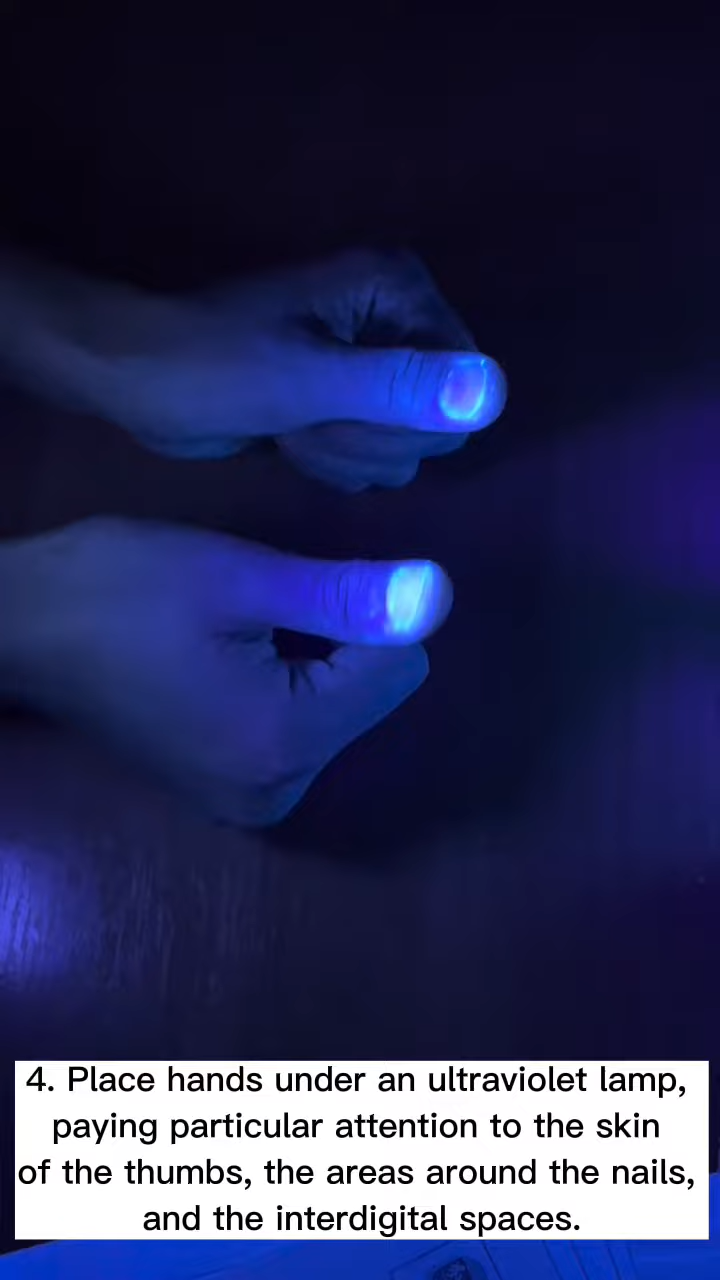 4. Place hands under an ultraviolet lamp,
paying particular attention to the skin
of the thumbs, the areas around the nails,
and the interdigital spaces.